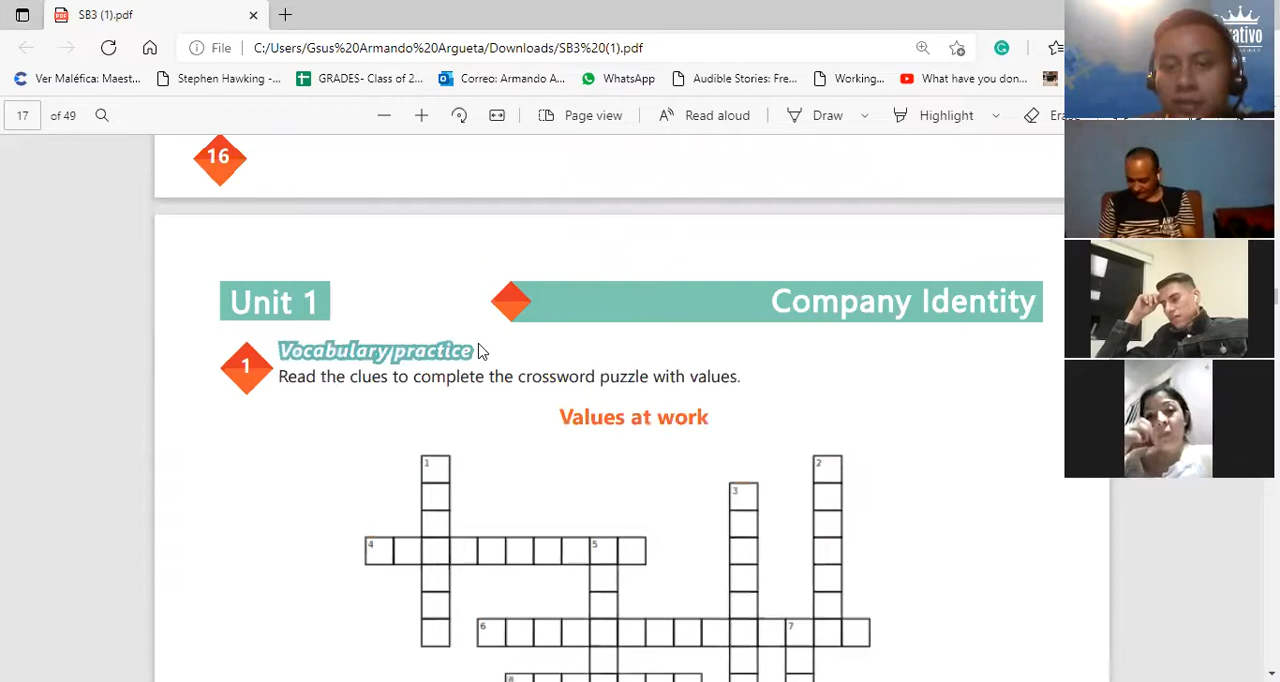 SB3 (1).pdf
File
C:/Users/Gsus%20Armando%20Argueta/Downloads/SB3%20(1).pdf
Ver Maléfica: Maest...
Stephen Hawking -...
GRADES- Class of 2...
Correo: Armando A...
WhatsApp
Audible Stories: Fre...
Working...
What have you don...
17 of 49
Page view
Read aloud
Draw
Highlight
16
Unit 1
Company Identity
1
Vocabulary practice
Read the clues to complete the crossword puzzle with values.
Values at work
1
2
3
4
5
6
7
8